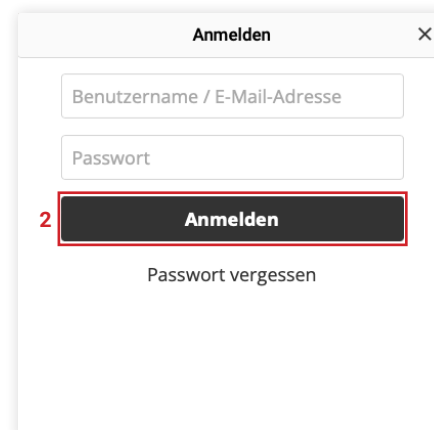 Anmelden
Benutzername / E-Mail-Adresse
Passwort
2 Anmelden
Passwort vergessen